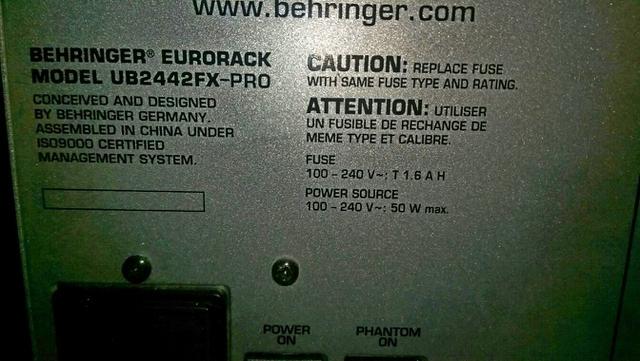 www.behringer.com
BEHRINGER® EURORACK
MODEL UB2442FX-PRO
CONCEIVED AND DESIGNED
BY BEHRINGER GERMANY.
ASSEMBLED IN CHINA UNDER
ISO9000 CERTIFIED
MANAGEMENT SYSTEM.
CAUTION: REPLACE FUSE
WITH SAME FUSE TYPE AND RATING.
ATTENTION: UTILISER
UN FUSIBLE DE RECHANGE DE
MEME TYPE ET CALIBRE.
FUSE
100 – 240 V~: T 1.6 A H
POWER SOURCE
100 – 240 V~: 50 W max.
POWER
ON
PHANTOM
ON